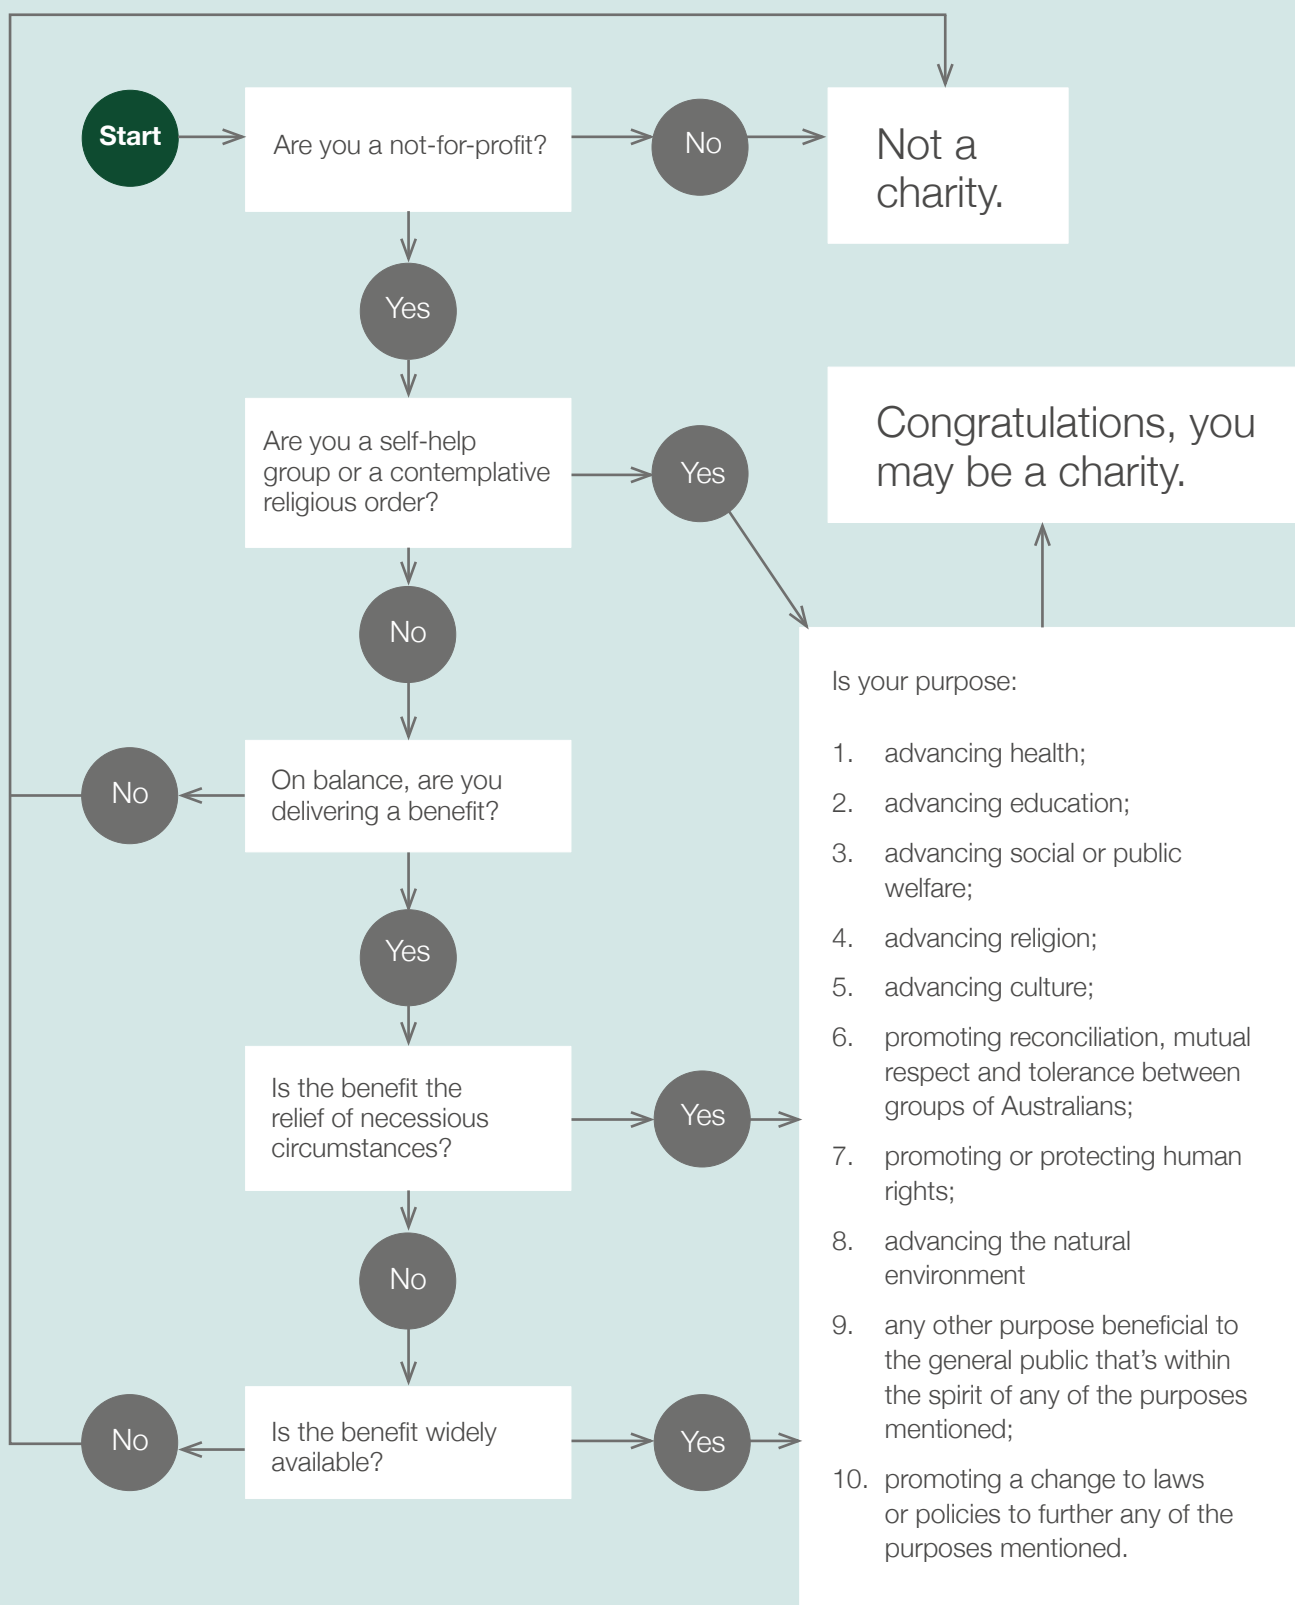 Start
Are you a not-for-profit?
No
Not a
charity.
Yes
Are you a self-help
group or a contemplative
religious order?
Yes
Congratulations, you
may be a charity.
No
On balance, are you
delivering a benefit?
No
Yes
Is the benefit the
relief of necessious
circumstances?
Yes
No
Is the benefit widely
available?
No
Yes
Is your purpose:
1. advancing health;
2. advancing education;
3. advancing social or public
welfare;
4. advancing religion;
5. advancing culture;
6. promoting reconciliation, mutual
respect and tolerance between
groups of Australians;
7. promoting or protecting human
rights;
8. advancing the natural
environment
9. any other purpose beneficial to
the general public that's within
the spirit of any of the purposes
mentioned;
10. promoting a change to laws
or policies to further any of the
purposes mentioned.